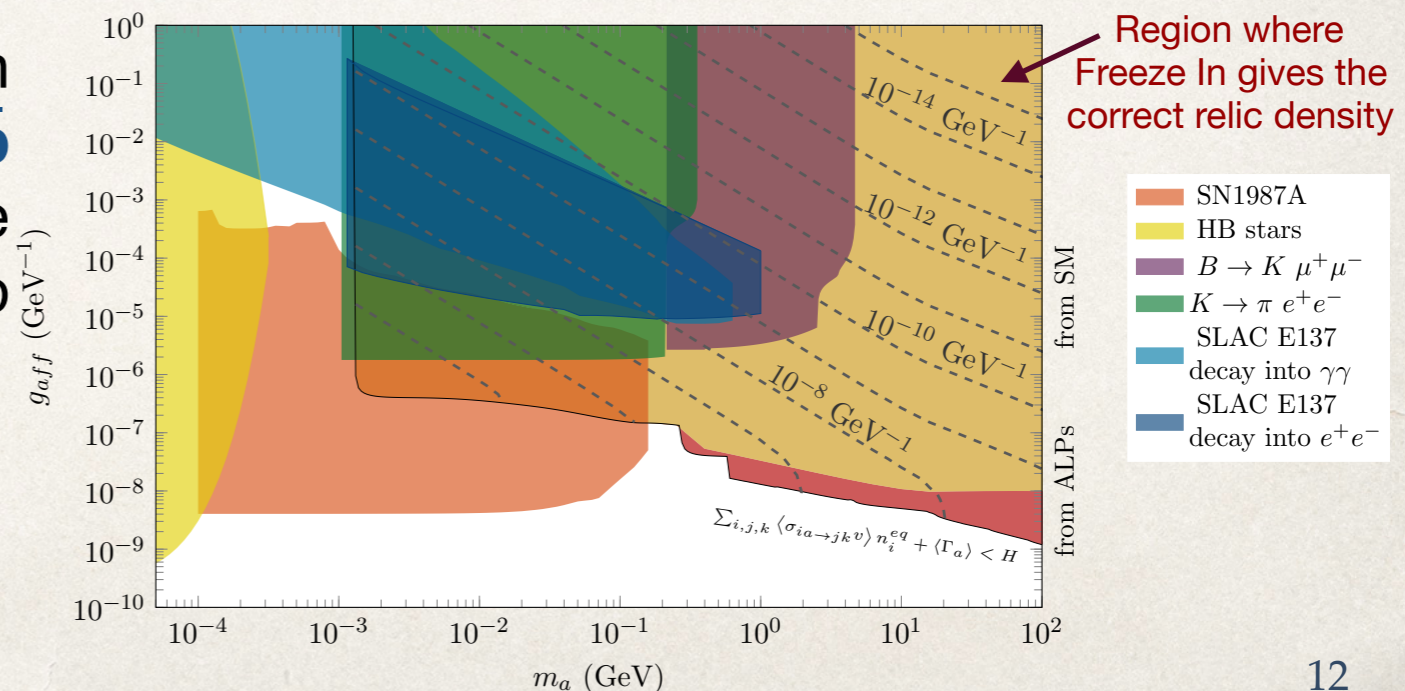 10^0
10^−1
10^−2
10^−3
10^−4
10^−5
10^−6
10^−7
10^−8
10^−9
10^−10
g_aff (GeV^−1)
10^−4
10^−3
10^−2
10^−1
10^0
10^1
10^2
m_a (GeV)
10^−14 GeV^−1
10^−12 GeV^−1
10^−10 GeV^−1
10^−8 GeV^−1
∑_{i,j,k} ⟨σ_{ia→jk}v⟩ n_i^{eq} + ⟨Γ_a⟩ < H
from SM
from ALPs
Region where
Freeze In gives the
correct relic density
SN1987A
HB stars
B → K μ^+μ^−
K → π e^+e^−
SLAC E137
decay into γγ
SLAC E137
decay into e^+e^−
12